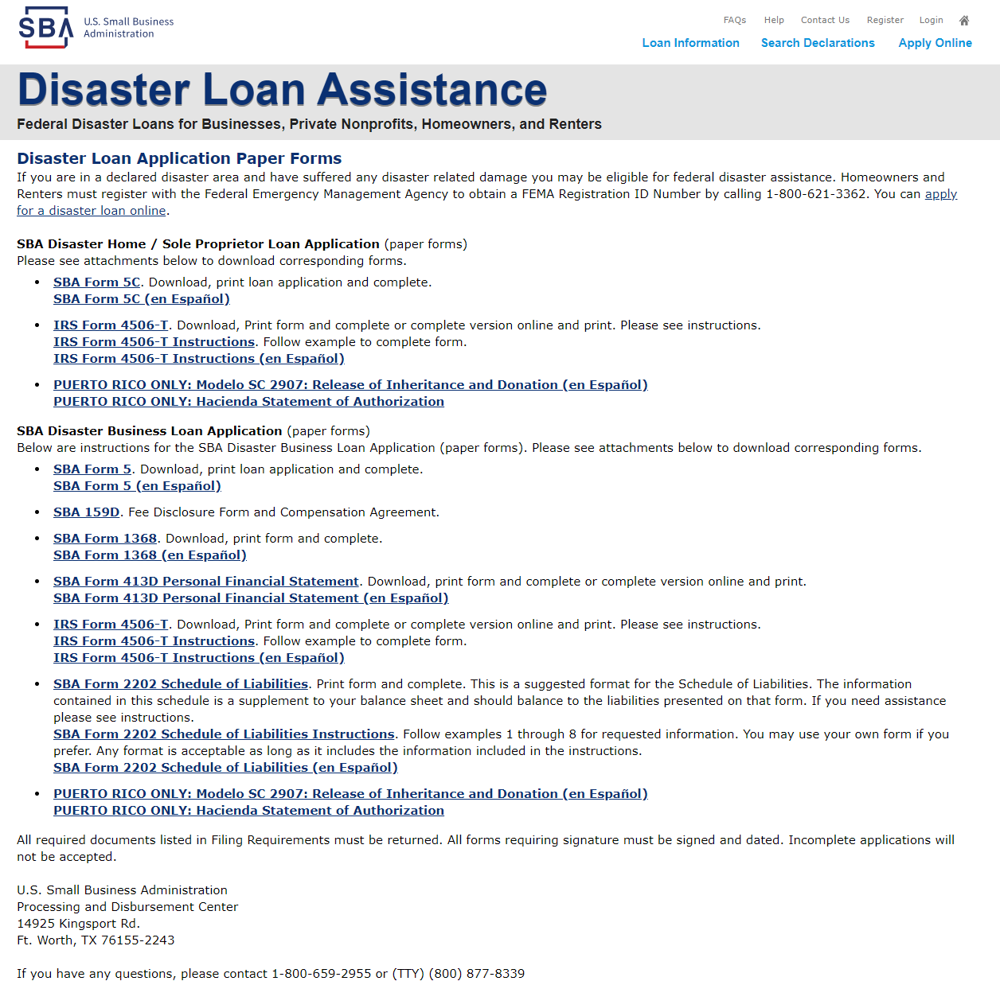 SBA U.S. Small Business
Administration
FAQs Help Contact Us Register Login
Loan Information Search Declarations Apply Online
Disaster Loan Assistance
Federal Disaster Loans for Businesses, Private Nonprofits, Homeowners, and Renters
Disaster Loan Application Paper Forms
If you are in a declared disaster area and have suffered any disaster related damage you may be eligible for federal disaster assistance. Homeowners and
Renters must register with the Federal Emergency Management Agency to obtain a FEMA Registration ID Number by calling 1-800-621-3362. You can apply
for a disaster loan online.
SBA Disaster Home / Sole Proprietor Loan Application (paper forms)
Please see attachments below to download corresponding forms.
• SBA Form 5C. Download, print loan application and complete.
SBA Form 5C (en Español)
• IRS Form 4506-T. Download, Print form and complete or complete version online and print. Please see instructions.
IRS Form 4506-T Instructions. Follow example to complete form.
IRS Form 4506-T Instructions (en Español)
• PUERTO RICO ONLY: Modelo SC 2907: Release of Inheritance and Donation (en Español)
PUERTO RICO ONLY: Hacienda Statement of Authorization
SBA Disaster Business Loan Application (paper forms)
Below are instructions for the SBA Disaster Business Loan Application (paper forms). Please see attachments below to download corresponding forms.
• SBA Form 5. Download, print loan application and complete.
SBA Form 5 (en Español)
• SBA 159D. Fee Disclosure Form and Compensation Agreement.
• SBA Form 1368. Download, print form and complete.
SBA Form 1368 (en Español)
• SBA Form 413D Personal Financial Statement. Download, print form and complete or complete version online and print.
SBA Form 413D Personal Financial Statement (en Español)
• IRS Form 4506-T. Download, Print form and complete or complete version online and print. Please see instructions.
IRS Form 4506-T Instructions. Follow example to complete form.
IRS Form 4506-T Instructions (en Español)
• SBA Form 2202 Schedule of Liabilities. Print form and complete. This is a suggested format for the Schedule of Liabilities. The information
contained in this schedule is a supplement to your balance sheet and should balance to the liabilities presented on that form. If you need assistance
please see instructions.
SBA Form 2202 Schedule of Liabilities Instructions. Follow examples 1 through 8 for requested information. You may use your own form if you
prefer. Any format is acceptable as long as it includes the information included in the instructions.
SBA Form 2202 Schedule of Liabilities (en Español)
• PUERTO RICO ONLY: Modelo SC 2907: Release of Inheritance and Donation (en Español)
PUERTO RICO ONLY: Hacienda Statement of Authorization
All required documents listed in Filing Requirements must be returned. All forms requiring signature must be signed and dated. Incomplete applications will
not be accepted.
U.S. Small Business Administration
Processing and Disbursement Center
14925 Kingsport Rd.
Ft. Worth, TX 76155-2243
If you have any questions, please contact 1-800-659-2955 or (TTY) (800) 877-8339